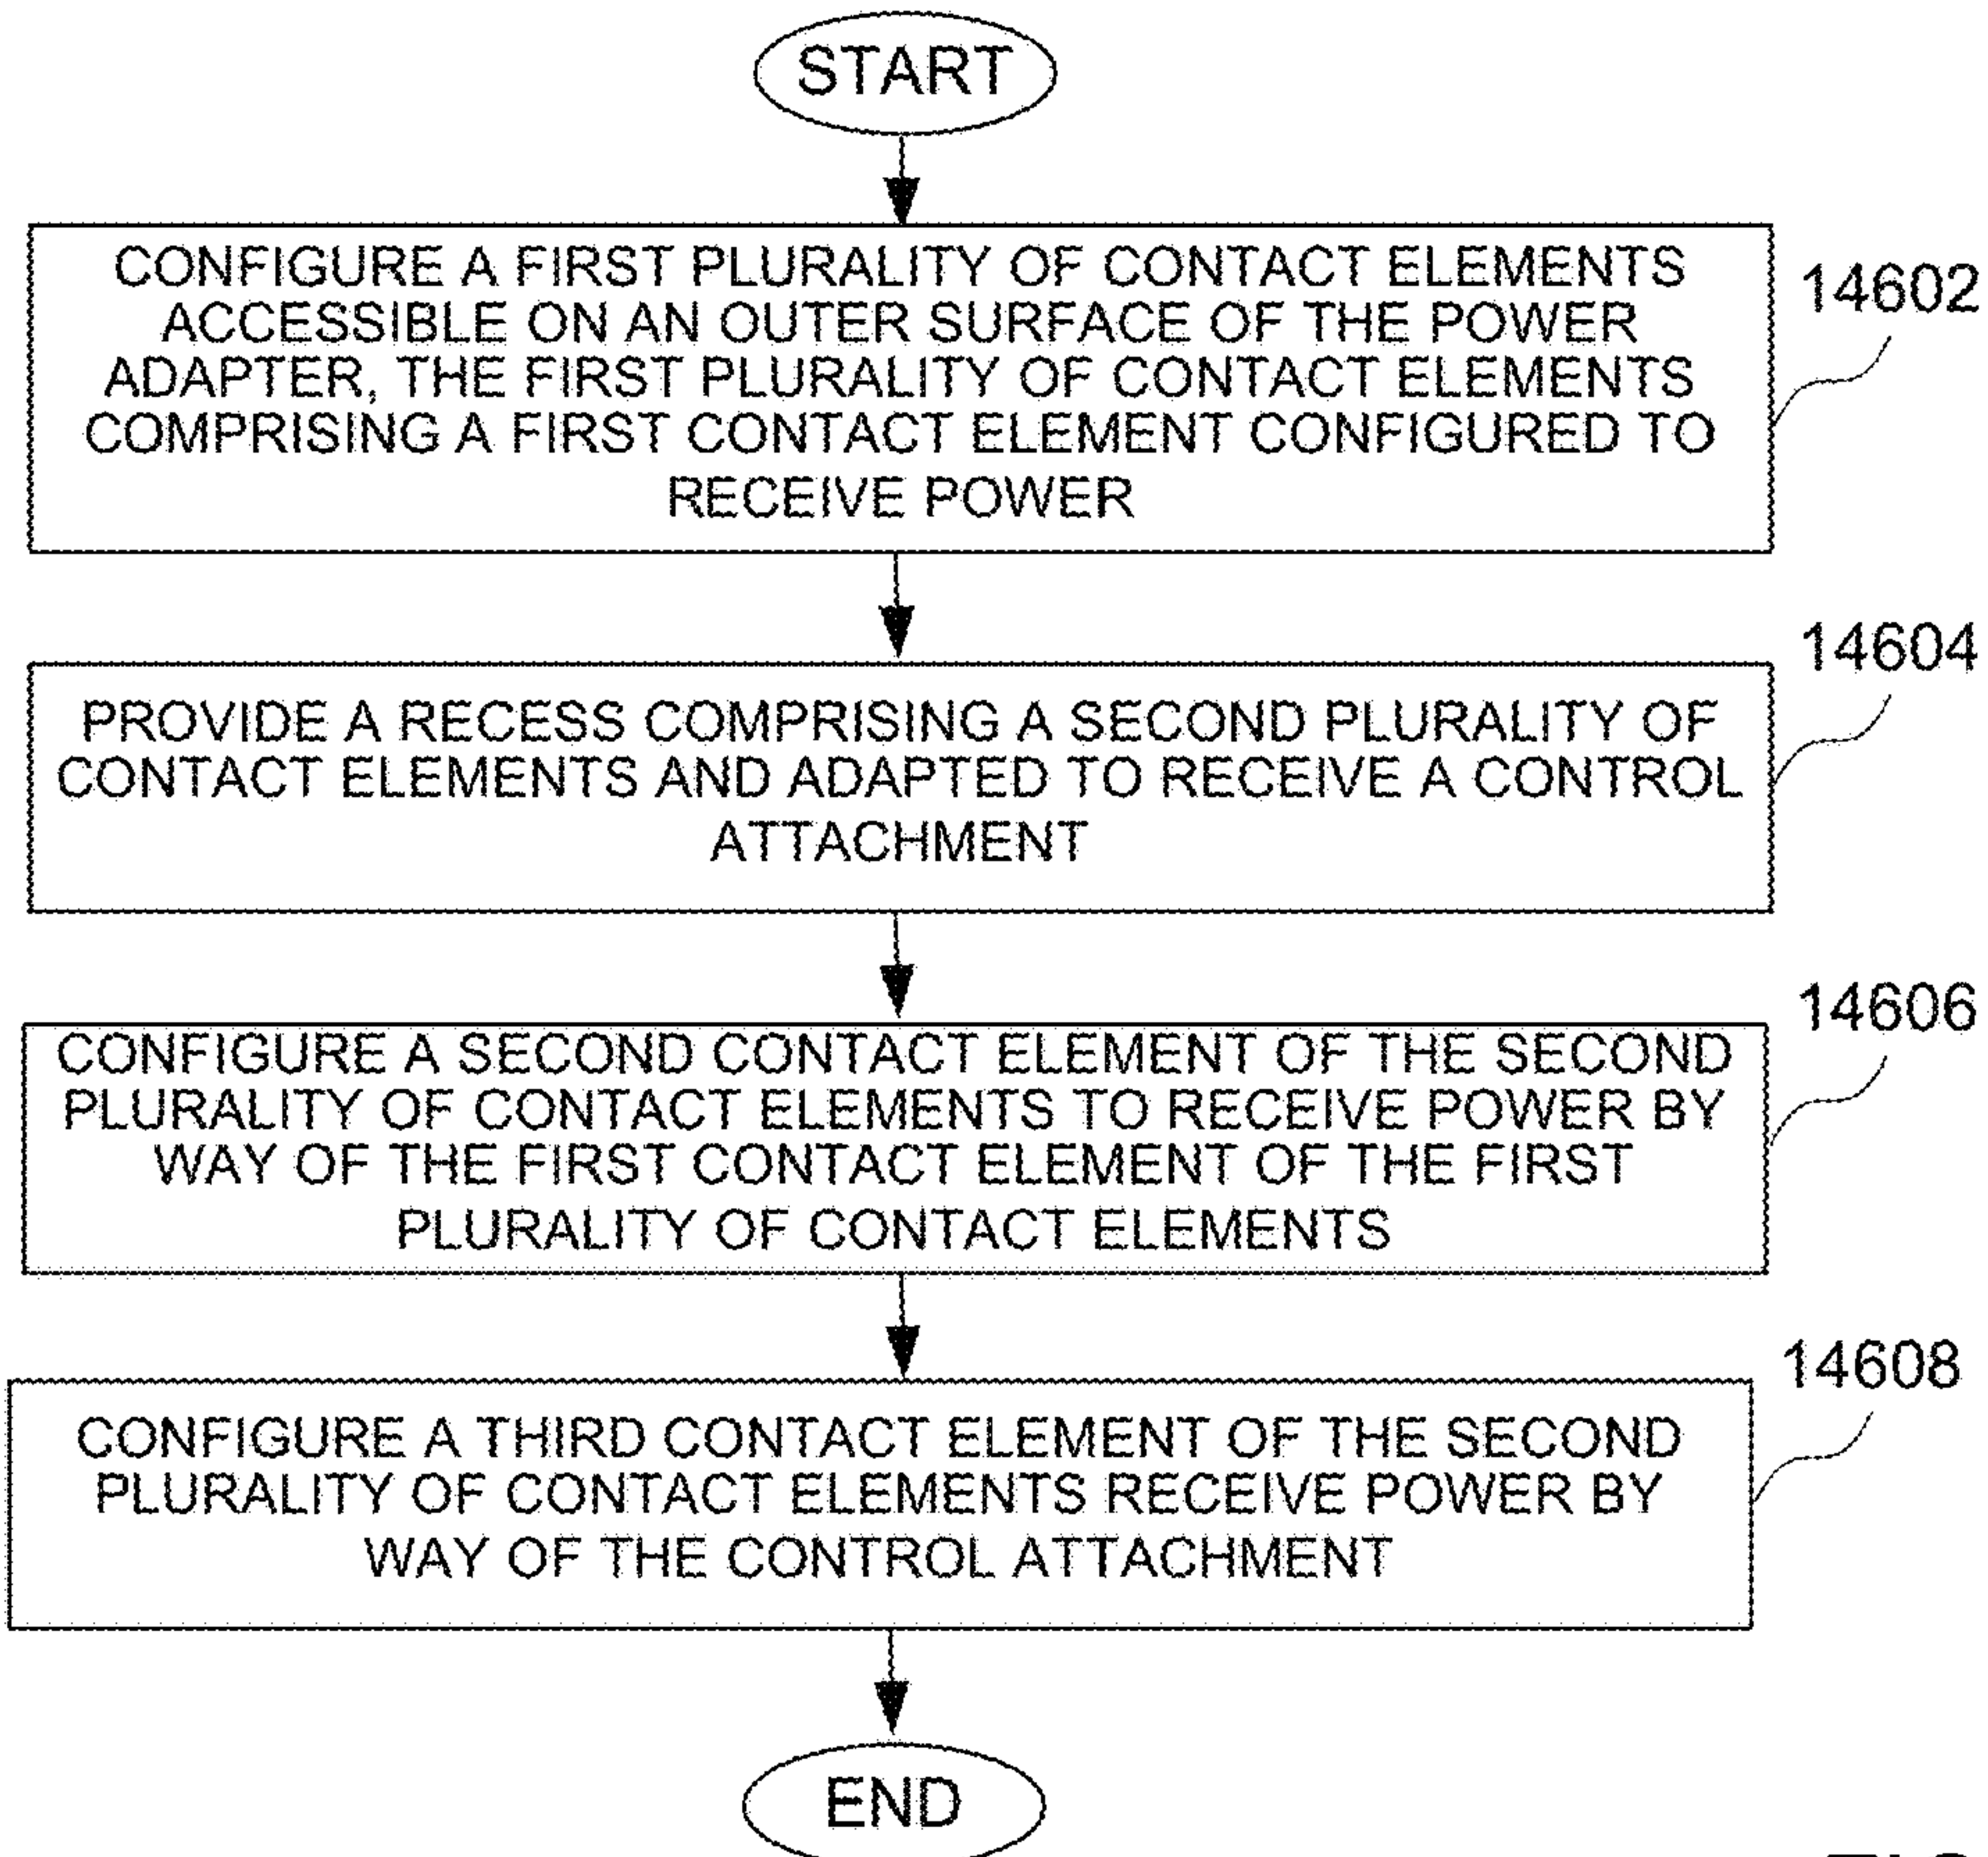 START
CONFIGURE A FIRST PLURALITY OF CONTACT ELEMENTS
ACCESSIBLE ON AN OUTER SURFACE OF THE POWER
ADAPTER, THE FIRST PLURALITY OF CONTACT ELEMENTS
COMPRISING A FIRST CONTACT ELEMENT CONFIGURED TO
RECEIVE POWER
14602
PROVIDE A RECESS COMPRISING A SECOND PLURALITY OF
CONTACT ELEMENTS AND ADAPTED TO RECEIVE A CONTROL
ATTACHMENT
14604
CONFIGURE A SECOND CONTACT ELEMENT OF THE SECOND
PLURALITY OF CONTACT ELEMENTS TO RECEIVE POWER BY
WAY OF THE FIRST CONTACT ELEMENT OF THE FIRST
PLURALITY OF CONTACT ELEMENTS
14606
CONFIGURE A THIRD CONTACT ELEMENT OF THE SECOND
PLURALITY OF CONTACT ELEMENTS RECEIVE POWER BY
WAY OF THE CONTROL ATTACHMENT
14608
END